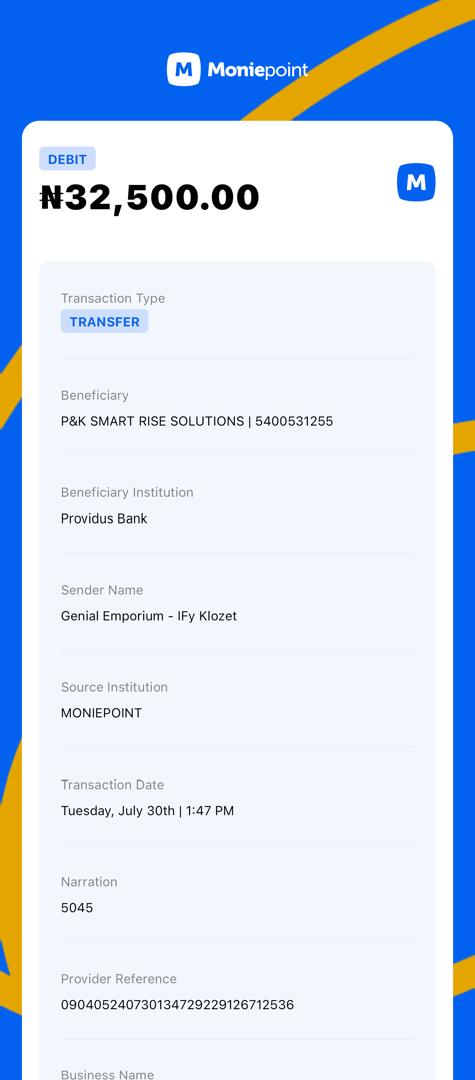 M Moniepoint
DEBIT
₦32,500.00
M
Transaction Type
TRANSFER
Beneficiary
P&K SMART RISE SOLUTIONS | 5400531255
Beneficiary Institution
Providus Bank
Sender Name
Genial Emporium - IFy Klozet
Source Institution
MONIEPOINT
Transaction Date
Tuesday, July 30th | 1:47 PM
Narration
5045
Provider Reference
090405240730134729229126712536
Business Name